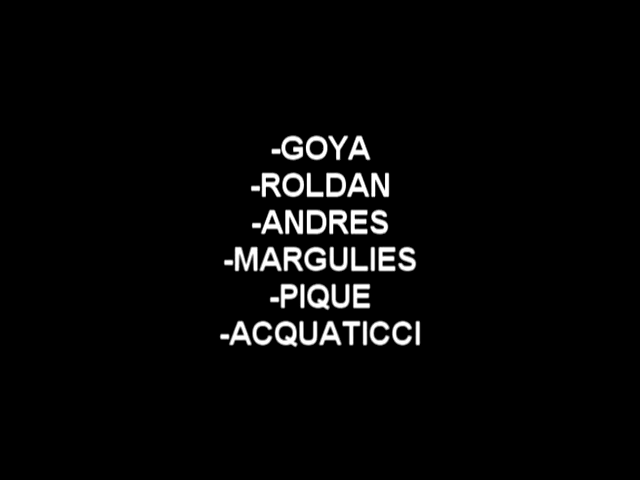 -GOYA
-ROLDAN
-ANDRES
-MARGULIES
-PIQUE
-ACQUATICCI